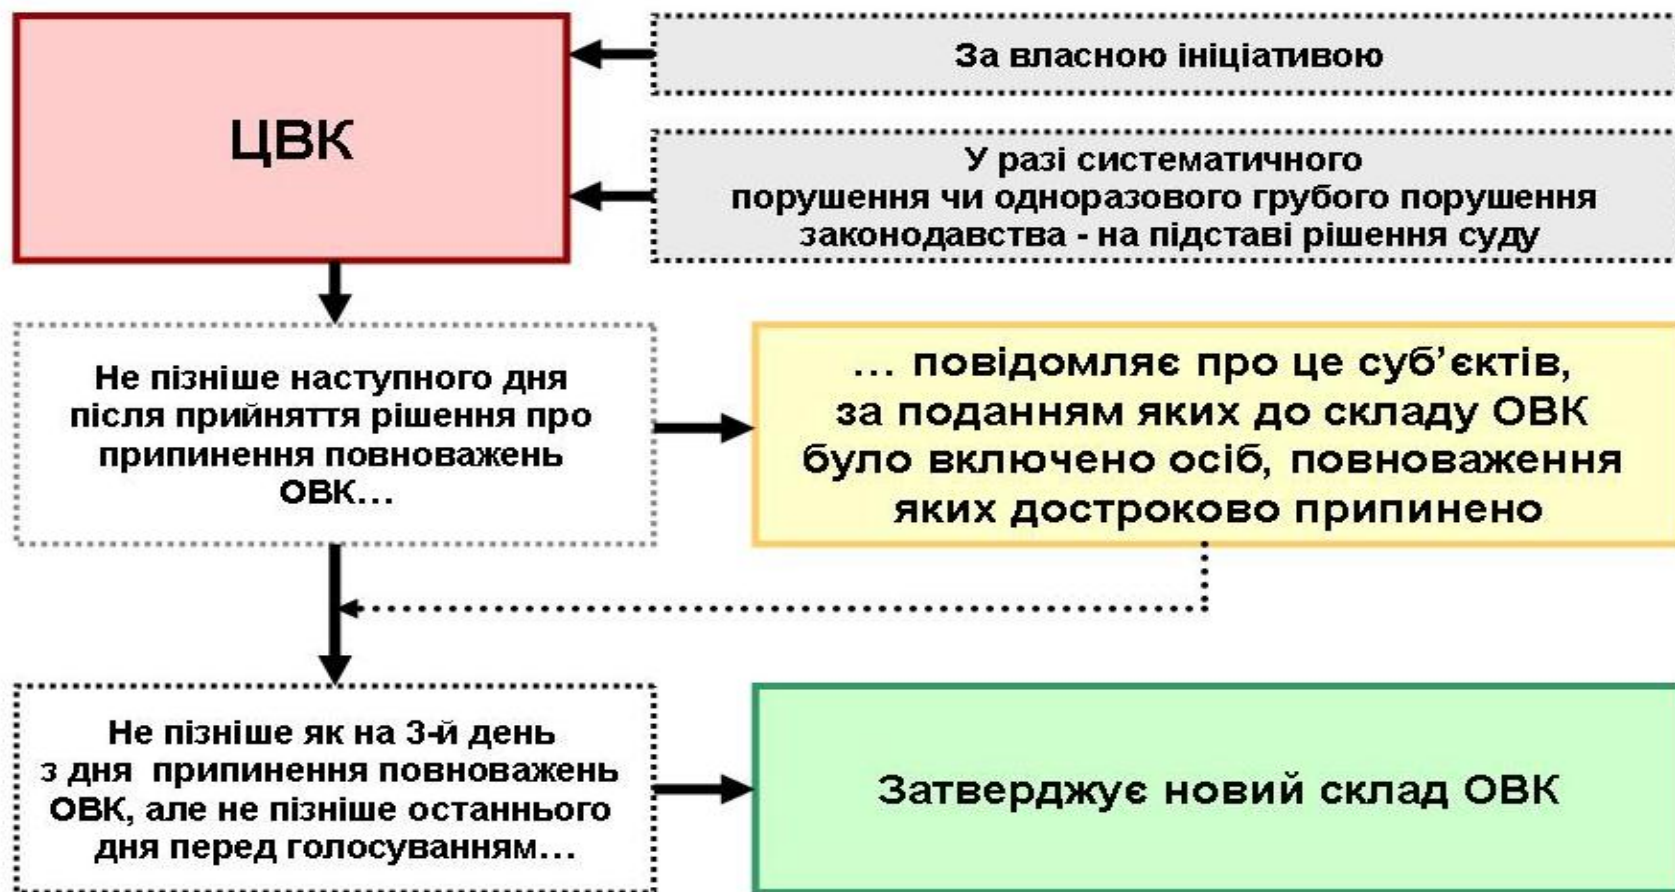 ЦВК
За власною ініціативою
У разі систематичного
порушення чи одноразового грубого порушення
законодавства - на підставі рішення суду
Не пізніше наступного дня
після прийняття рішення про
припинення повноважень
ОВК...
... повідомляє про це суб’єктів,
за поданням яких до складу ОВК
було включено осіб, повноваження
яких достроково припинено
Не пізніше як на 3-й день
з дня припинення повноважень
ОВК, але не пізніше останнього
дня перед голосуванням...
Затверджує новий склад ОВК